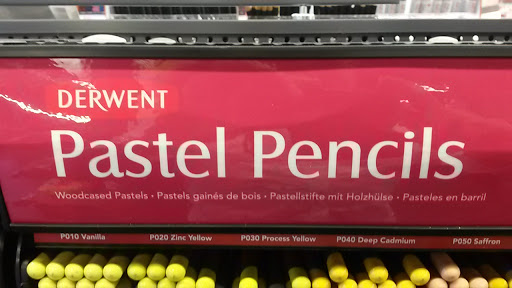 DERWENT
Pastel Pencils
Woodcased Pastels • Pastels gainés de bois • Pastellstifte mit Holzhülse • Pasteles en barril
P010 Vanilla P020 Zinc Yellow P030 Process Yellow P040 Deep Cadmium P050 Saffron